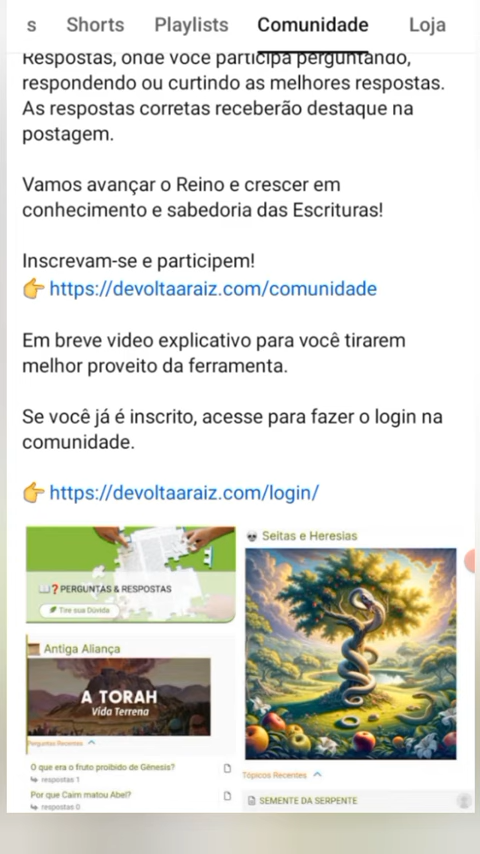 s Shorts Playlists Comunidade Loja
Respostas, onde você participa perguntando,
respondendo ou curtindo as melhores respostas.
As respostas corretas receberão destaque na
postagem.
Vamos avançar o Reino e crescer em
conhecimento e sabedoria das Escrituras!
Inscrevam-se e participem!
👉 https://devoltaaraiz.com/comunidade
Em breve video explicativo para você tirarem
melhor proveito da ferramenta.
Se você já é inscrito, acesse para fazer o login na
comunidade.
👉 https://devoltaaraiz.com/login/
📖❓PERGUNTAS & RESPOSTAS
Tire sua Dúvida
📜 Antiga Aliança
A TORAH
Vida Terrena
Perguntas Recentes
O que era o fruto proibido de Gênesis?
respostas 1
Por que Caim matou Abel?
respostas 0
💀 Seitas e Heresias
Tópicos Recentes
SEMENTE DA SERPENTE